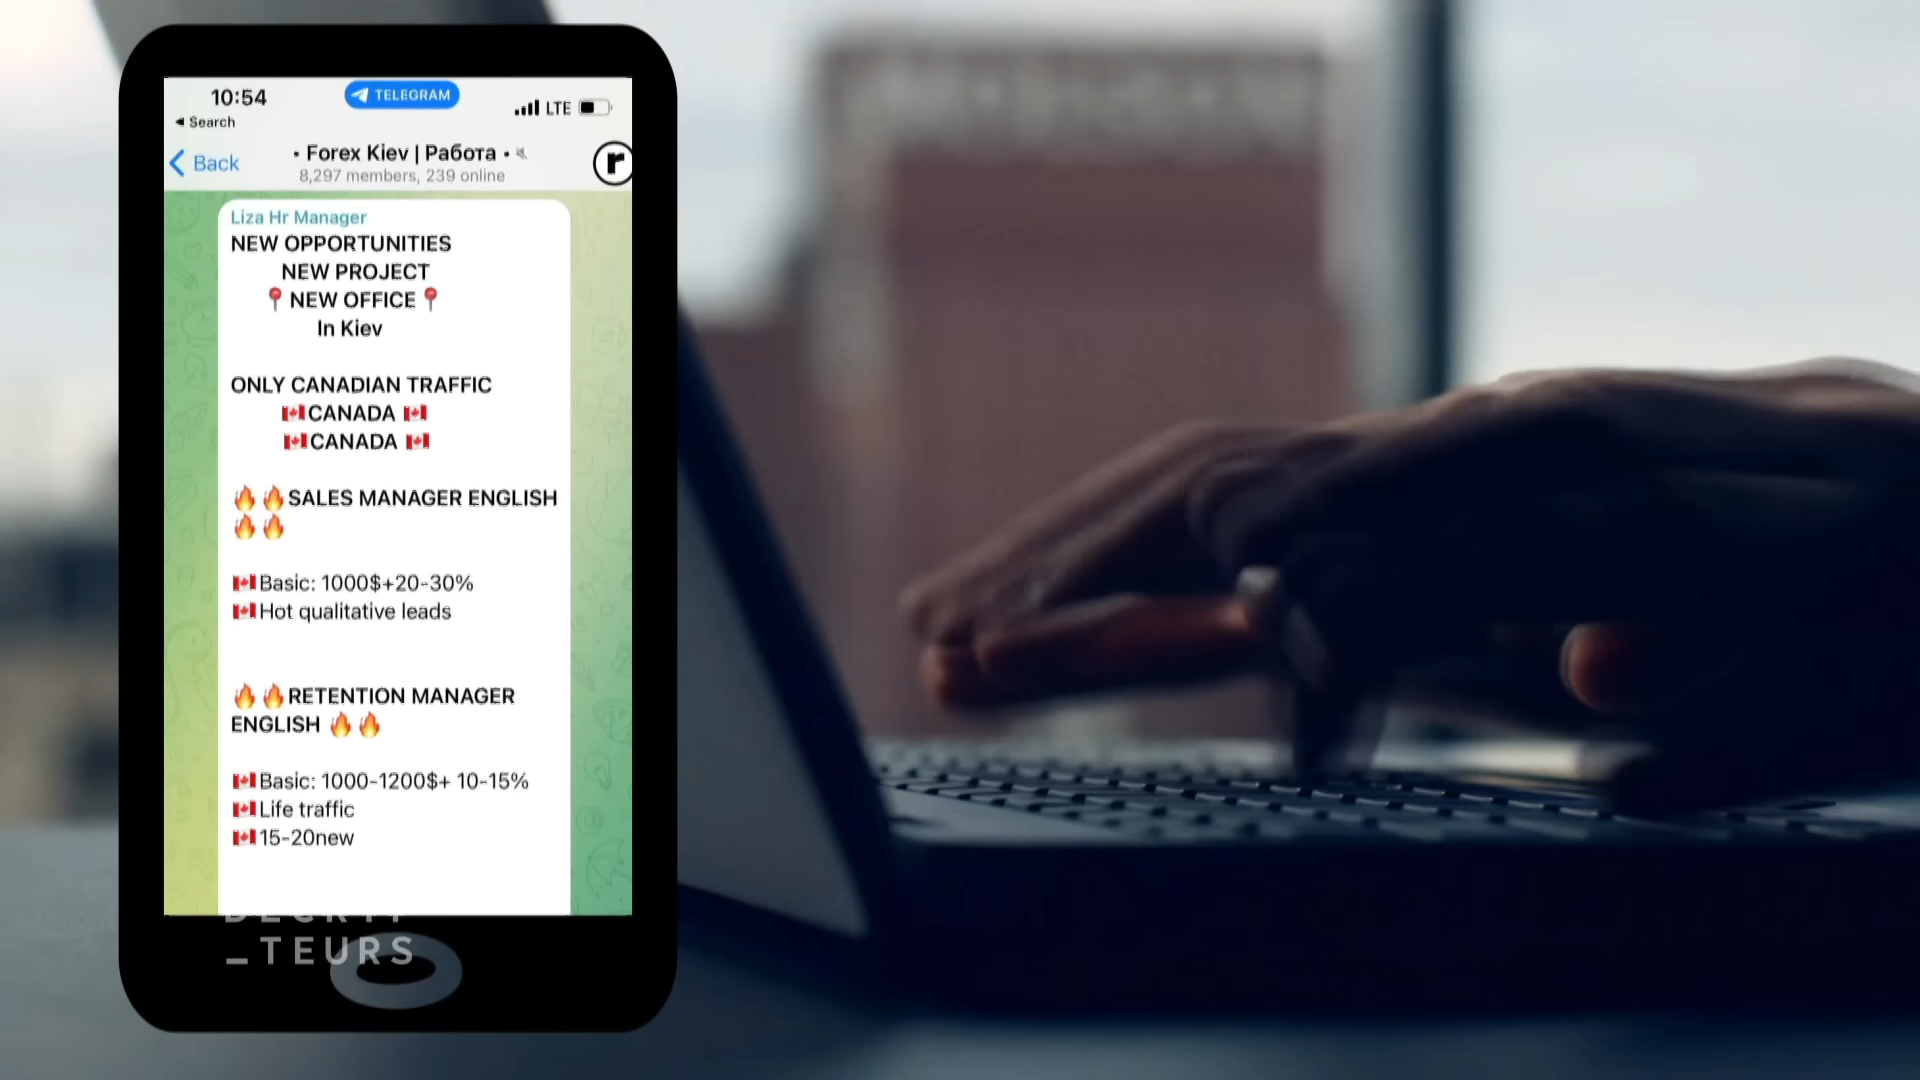 10:54
TELEGRAM
LTE
Search
Back
• Forex Kiev | Работа •
8,297 members, 239 online
r
Liza Hr Manager
NEW OPPORTUNITIES
NEW PROJECT
📍NEW OFFICE📍
In Kiev
ONLY CANADIAN TRAFFIC
🇨🇦CANADA 🇨🇦
🇨🇦CANADA 🇨🇦
🔥🔥SALES MANAGER ENGLISH
🔥🔥
🇨🇦Basic: 1000$+20-30%
🇨🇦Hot qualitative leads
🔥🔥RETENTION MANAGER
ENGLISH 🔥🔥
🇨🇦Basic: 1000-1200$+ 10-15%
🇨🇦Life traffic
🇨🇦15-20new
_TEURS